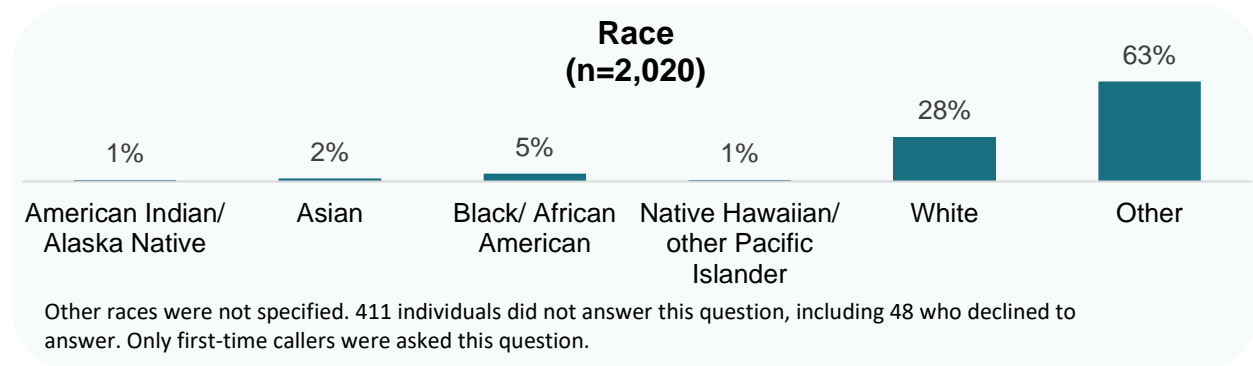 Race
(n=2,020)
63%
28%
5%
2%
1%
1%
American Indian/
Alaska Native
Asian
Black/ African
American
Native Hawaiian/
other Pacific
Islander
White
Other
Other races were not specified. 411 individuals did not answer this question, including 48 who declined to
answer. Only first-time callers were asked this question.